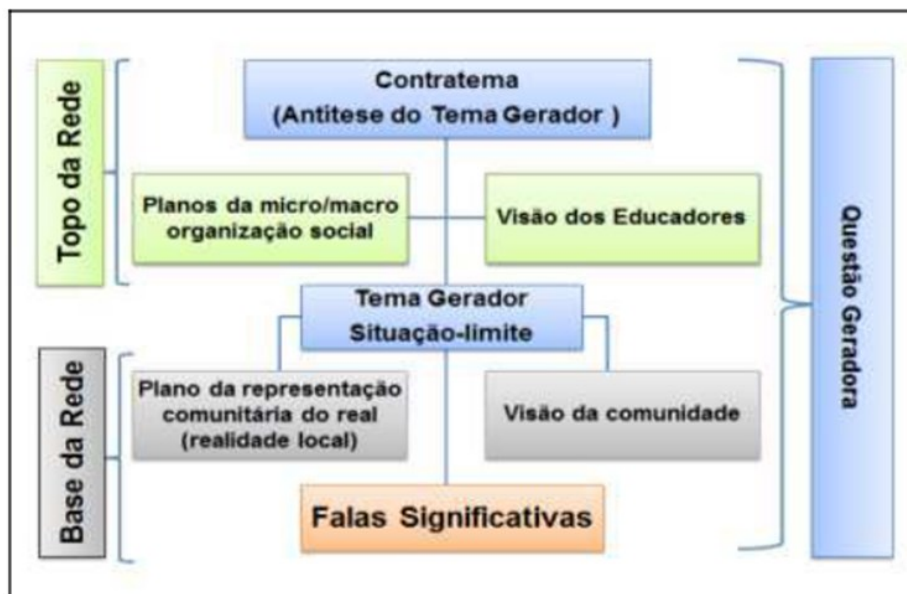 Topo da Rede
Contratema
(Antitese do Tema Gerador )
Planos da micro/macro
organização social
Visão dos Educadores
Tema Gerador
Situação-limite
Base da Rede
Plano da representação
comunitária do real
(realidade local)
Visão da comunidade
Falas Significativas
Questão Geradora